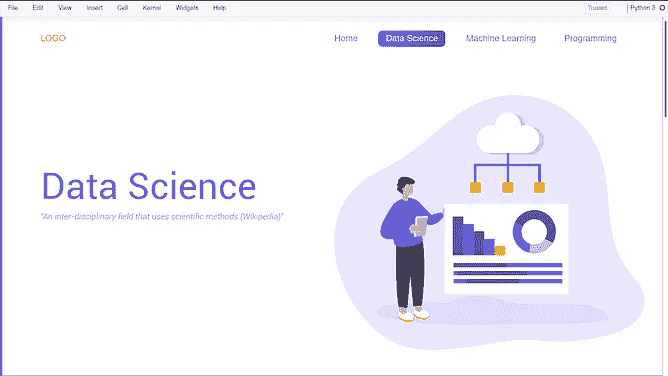 File Edit View Insert Cell Kernel Widgets Help Trusted Python 3
LOGO Home Data Science Machine Learning Programming
Data Science
"An inter-disciplinary field that uses scientific methods (Wikipedia)"